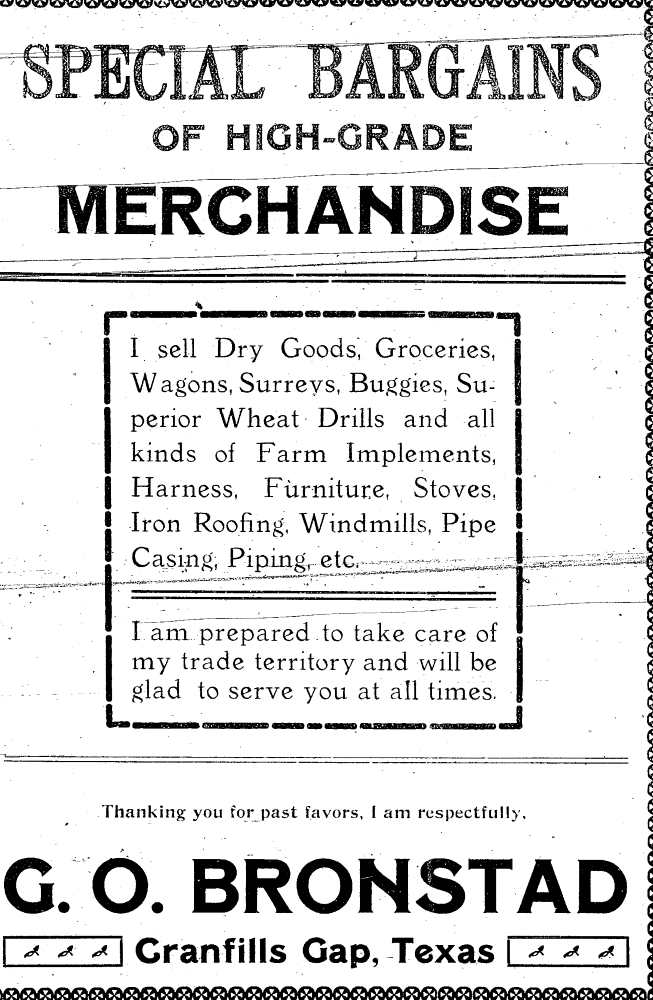 SPECIAL BARGAINS
OF HIGH-GRADE
MERCHANDISE
I sell Dry Goods, Groceries,
Wagons, Surreys, Buggies, Su-
perior Wheat Drills and all
kinds of Farm Implements,
Harness, Furniture, Stoves,
Iron Roofing, Windmills, Pipe
Casing, Piping, etc.
I am prepared to take care of
my trade territory and will be
glad to serve you at all times.
Thanking you for past favors, I am respectfully,
G. O. BRONSTAD
Cranfills Gap, Texas